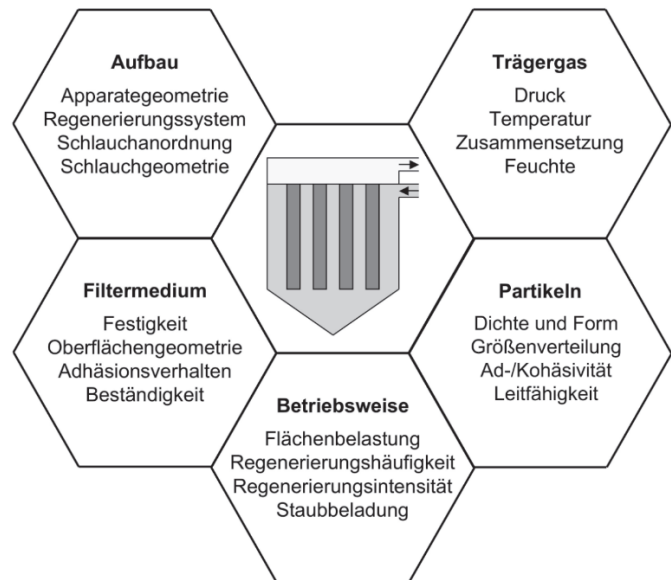 Aufbau
Apparategeometrie
Regenerierungssystem
Schlauchanordnung
Schlauchgeometrie
Trägergas
Druck
Temperatur
Zusammensetzung
Feuchte
Filtermedium
Festigkeit
Oberflächengeometrie
Adhäsionsverhalten
Beständigkeit
Partikeln
Dichte und Form
Größenverteilung
Ad-/Kohäsivität
Leitfähigkeit
Betriebsweise
Flächenbelastung
Regenerierungshäufigkeit
Regenerierungsintensität
Staubbeladung